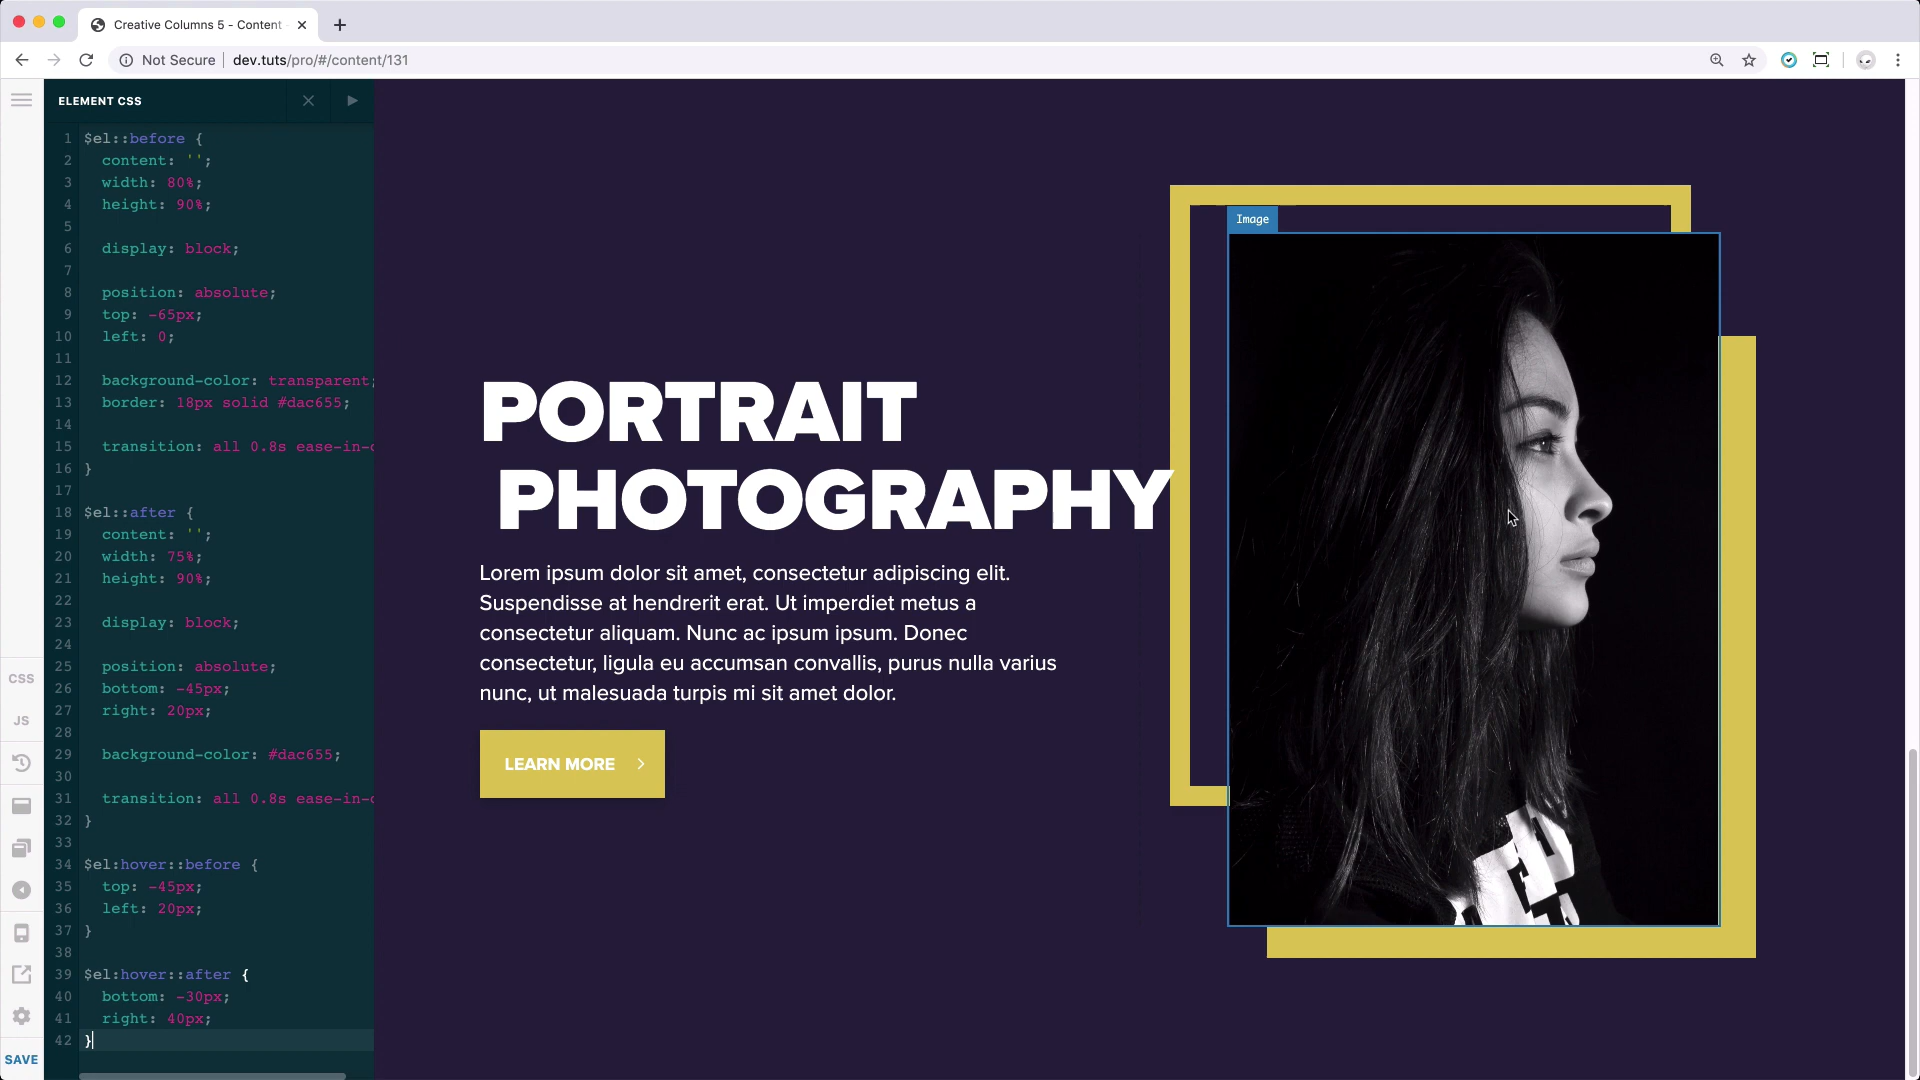 Creative Columns 5 - Content
Not Secure
dev.tuts/pro/#/content/131
ELEMENT CSS
1 $el::before {
2 content: '';
3 width: 80%;
4 height: 90%;
5
6 display: block;
7
8 position: absolute;
9 top: -65px;
10 left: 0;
11
12 background-color: transparent;
13 border: 18px solid #dac655;
14
15 transition: all 0.8s ease-in-
16 }
17
18 $el::after {
19 content: '';
20 width: 75%;
21 height: 90%;
22
23 display: block;
24
25 position: absolute;
26 bottom: -45px;
27 right: 20px;
28
29 background-color: #dac655;
30
31 transition: all 0.8s ease-in-
32 }
33
34 $el:hover::before {
35 top: -45px;
36 left: 20px;
37 }
38
39 $el:hover::after {
40 bottom: -30px;
41 right: 40px;
42 }
CSS
JS
SAVE
Image
PORTRAIT
PHOTOGRAPHY
Lorem ipsum dolor sit amet, consectetur adipiscing elit.
Suspendisse at hendrerit erat. Ut imperdiet metus a
consectetur aliquam. Nunc ac ipsum ipsum. Donec
consectetur, ligula eu accumsan convallis, purus nulla varius
nunc, ut malesuada turpis mi sit amet dolor.
LEARN MORE